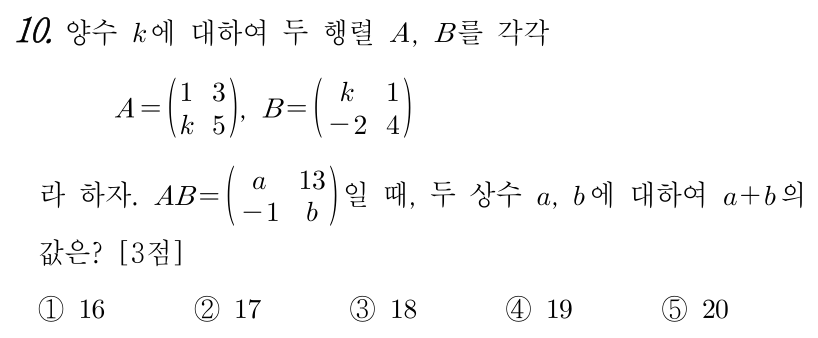 10. 양수 k에 대하여 두 행렬 A, B를 각각
A=(1 3
k 5), B=(k 1
-2 4)
라 하자. AB=(a 13
-1 b)일 때, 두 상수 a, b에 대하여 a+b의
값은? [3점]
① 16 ② 17 ③ 18 ④ 19 ⑤ 20